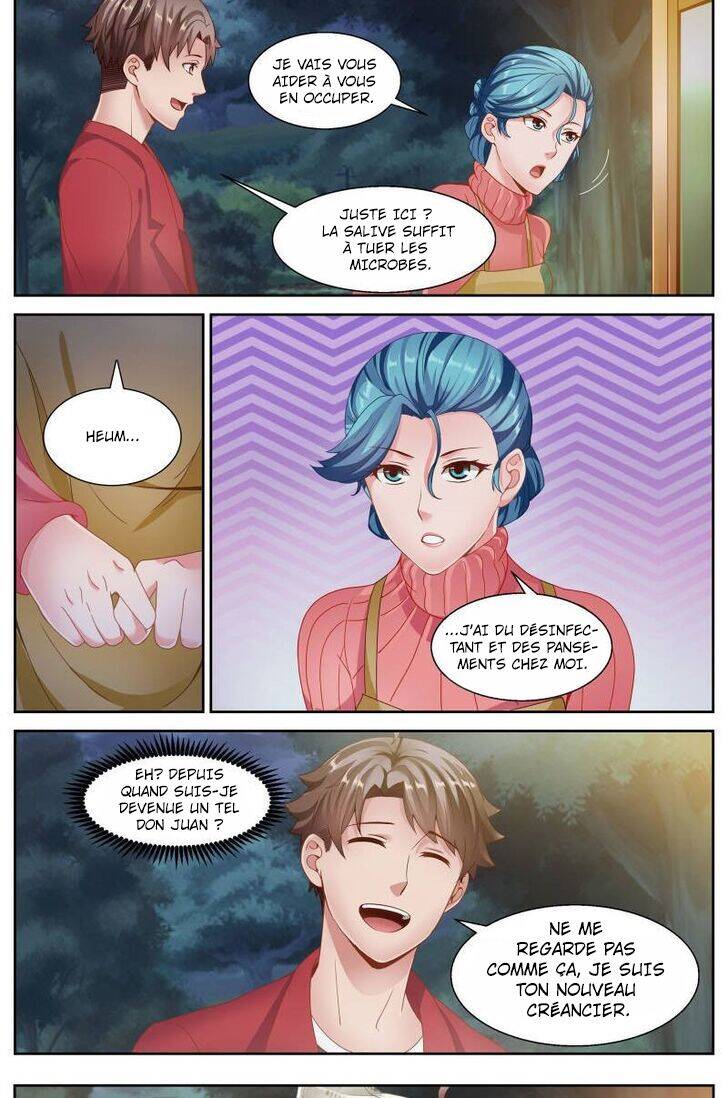 JE VAIS VOUS
AIDER À VOUS
EN OCCUPER.
JUSTE ICI ?
LA SALIVE SUFFIT
À TUER LES
MICROBES.
HEUM...
...J'AI DU DÉSINFEC-
TANT ET DES PANSE-
MENTS CHEZ MOI.
EH? DEPUIS
QUAND SUIS-JE
DEVENUE UN TEL
DON JUAN ?
NE ME
REGARDE PAS
COMME ÇA, JE SUIS
TON NOUVEAU
CRÉANCIER.